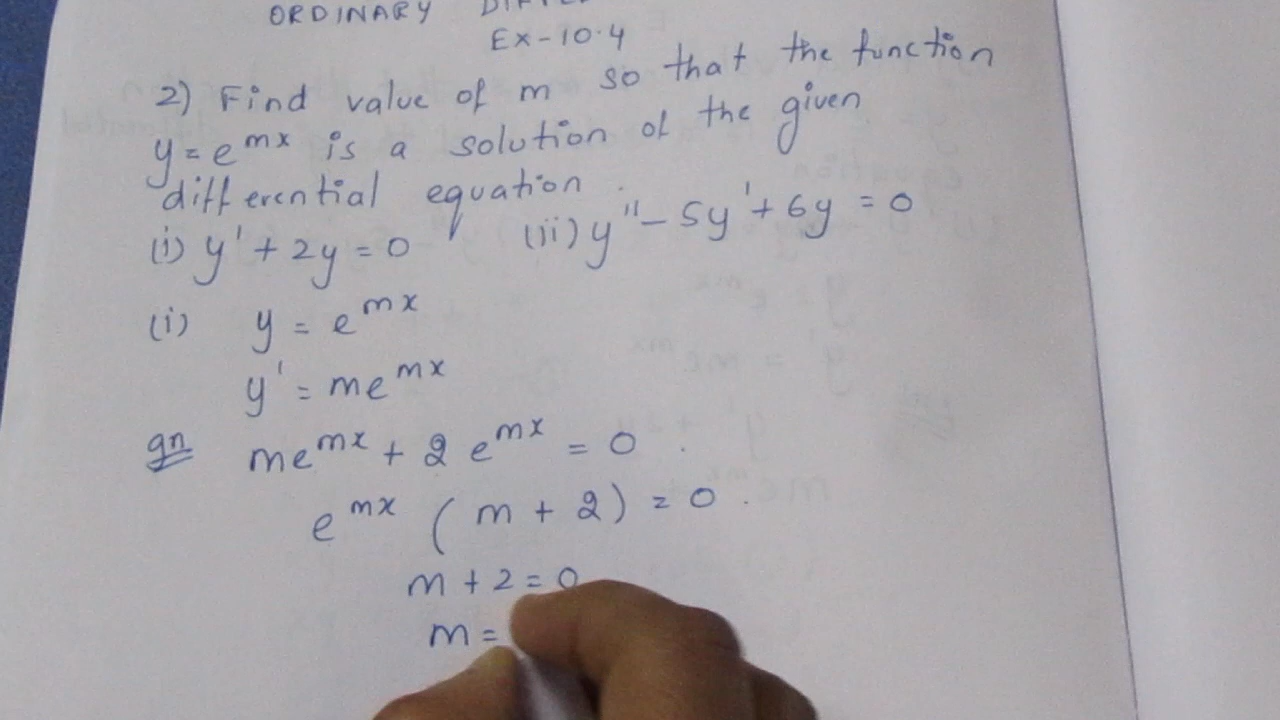 ORDINARY
Ex-10.4
2) Find value of m so that the function
y = e^mx is a solution of the given
differential equation.
(i) y' + 2y = 0 (ii) y'' - 5y' + 6y = 0
(i) y = e^mx
y' = me^mx
gn me^mx + 2 e^mx = 0.
e^mx (m + 2) = 0.
m + 2 = 0
m =